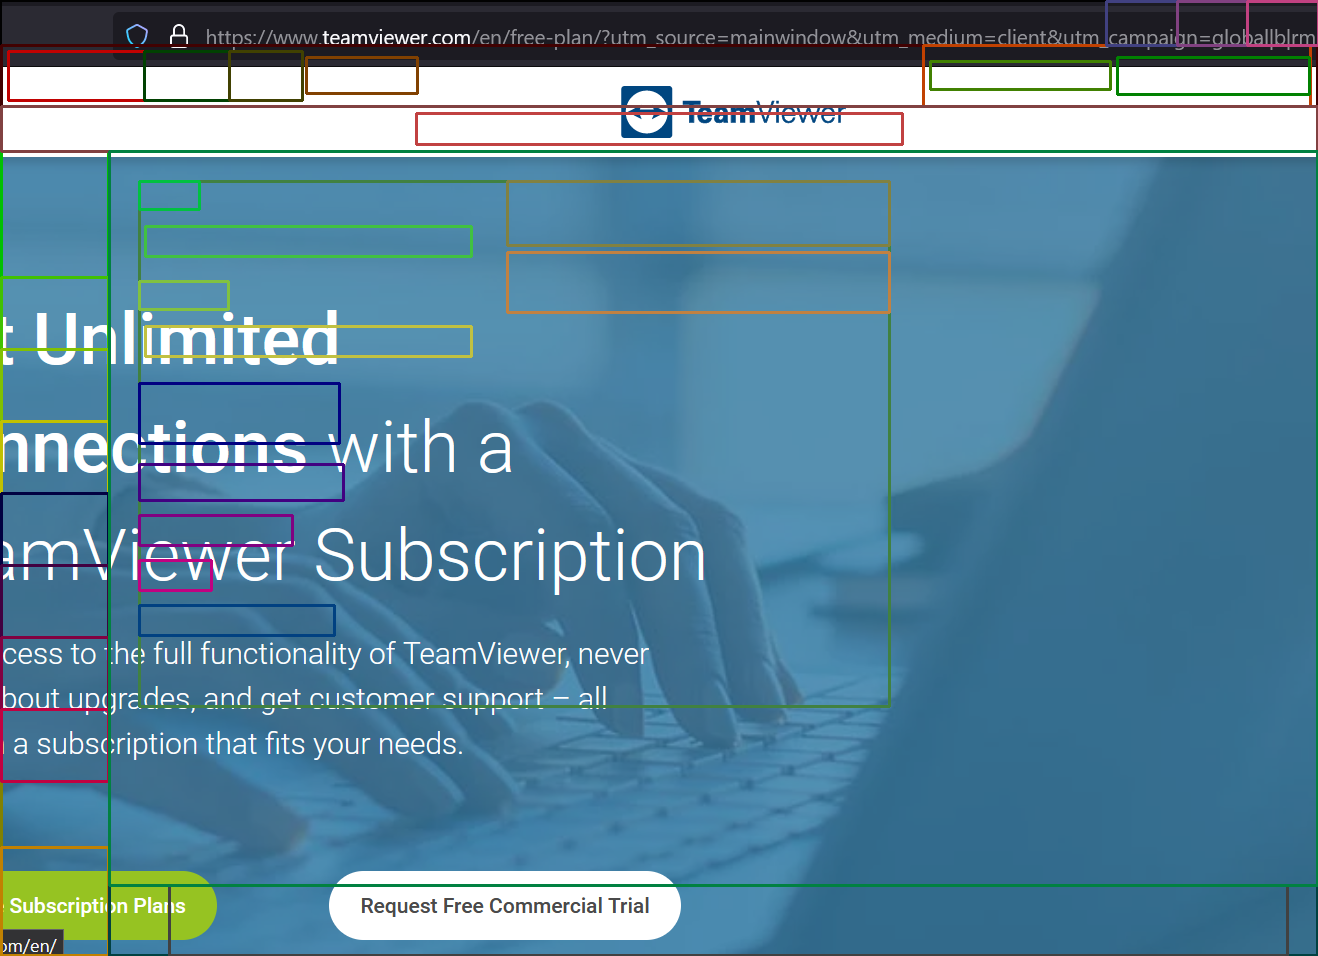 https://www.teamviewer.com/en/free-plan/?utm_source=mainwindow&utm_medium=client&utm_campaign=global|b|rm
TeamViewer
t Unlimited
nnections with a
amViewer Subscription
cess to the full functionality of TeamViewer, never
bout upgrades, and get customer support – all
a subscription that fits your needs.
Subscription Plans
Request Free Commercial Trial
om/en/